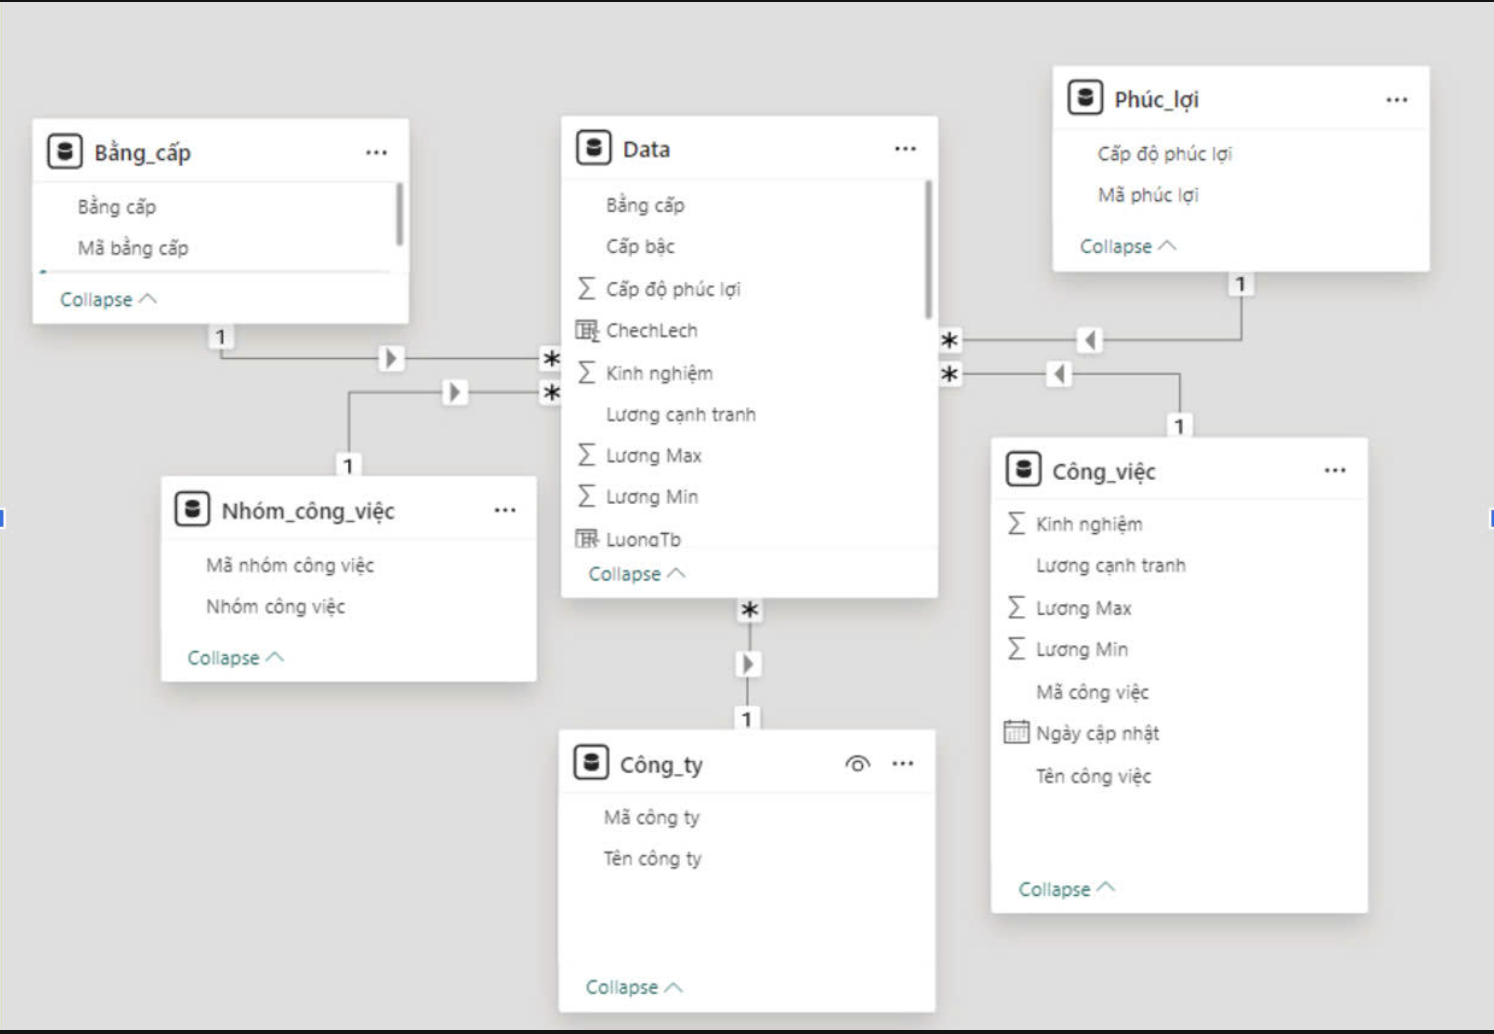 Bằng_cấp
Bằng cấp
Mã bằng cấp
Collapse
1
*
Nhóm_công_việc
Mã nhóm công việc
Nhóm công việc
Collapse
1
*
Data
Bằng cấp
Cấp bậc
Cấp độ phúc lợi
ChechLech
Kinh nghiệm
Lương cạnh tranh
Lương Max
Lương Min
LuongTb
Collapse
*
1
Công_ty
Mã công ty
Tên công ty
Collapse
Phúc_lợi
Cấp độ phúc lợi
Mã phúc lợi
Collapse
1
*
*
1
Công_việc
Kinh nghiệm
Lương cạnh tranh
Lương Max
Lương Min
Mã công việc
Ngày cập nhật
Tên công việc
Collapse